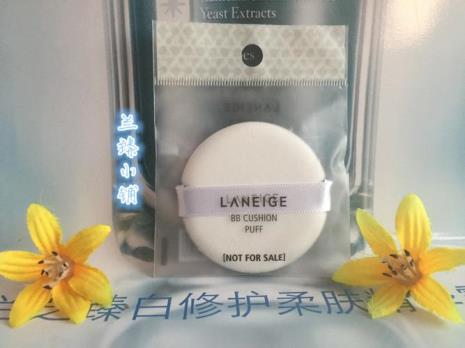 Yeast Extracts
兰臻小铺
LANEIGE
BB CUSHION
PUFF
[NOT FOR SALE]
臻白修护柔肤精